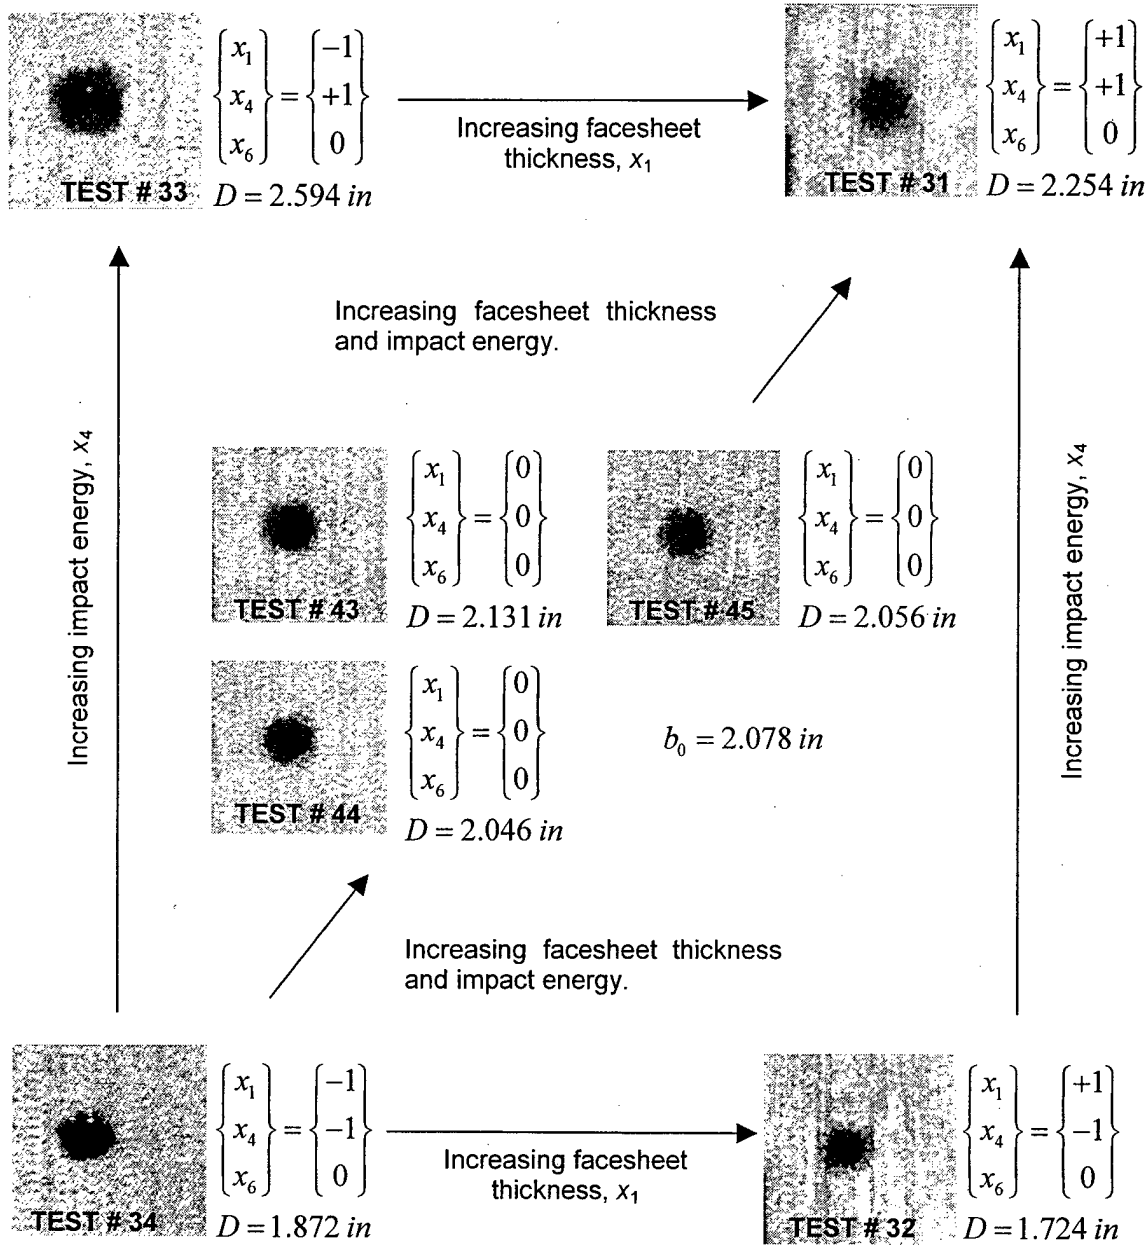 {x₁ x₄ x₆} = {−1 +1 0}
TEST # 33 D = 2.594 in
Increasing facesheet
thickness, x₁
{x₁ x₄ x₆} = {+1 +1 0}
TEST # 31 D = 2.254 in
Increasing facesheet thickness
and impact energy.
Increasing impact energy, x₄
{x₁ x₄ x₆} = {0 0 0}
TEST # 43 D = 2.131 in
{x₁ x₄ x₆} = {0 0 0}
TEST # 45 D = 2.056 in
Increasing impact energy, x₄
{x₁ x₄ x₆} = {0 0 0}
TEST # 44 D = 2.046 in
b₀ = 2.078 in
Increasing facesheet thickness
and impact energy.
{x₁ x₄ x₆} = {−1 −1 0}
TEST # 34 D = 1.872 in
Increasing facesheet
thickness, x₁
{x₁ x₄ x₆} = {+1 −1 0}
TEST # 32 D = 1.724 in